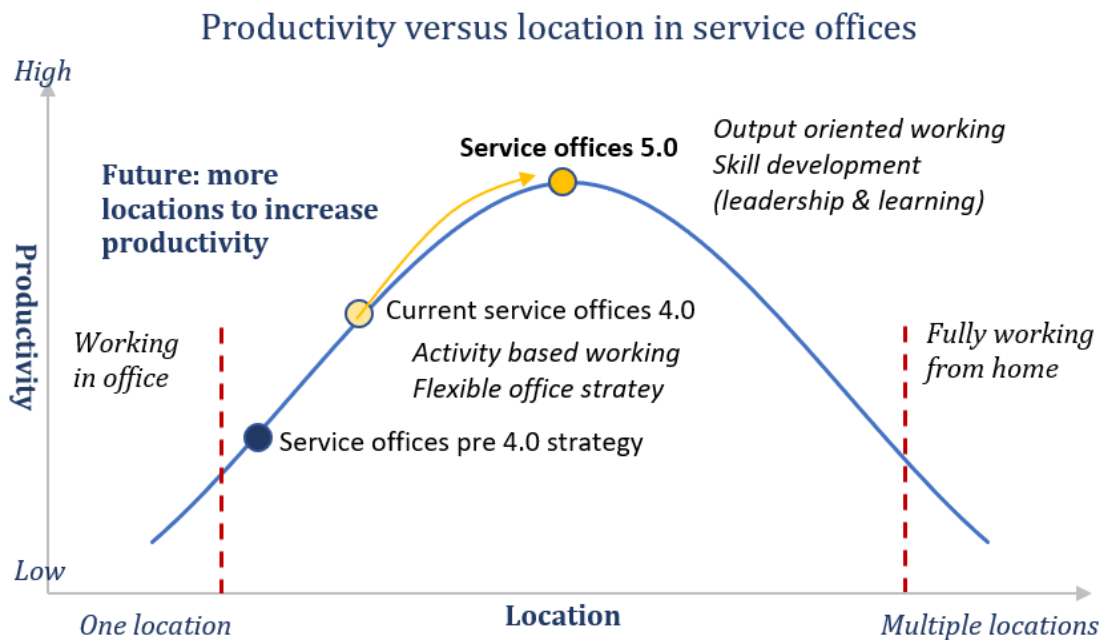 Productivity versus location in service offices
High
Service offices 5.0
Output oriented working
Skill development
(leadership & learning)
Future: more
locations to increase
productivity
Productivity
Current service offices 4.0
Activity based working
Flexible office stratey
Working
in office
Fully working
from home
Service offices pre 4.0 strategy
Low
One location
Location
Multiple locations